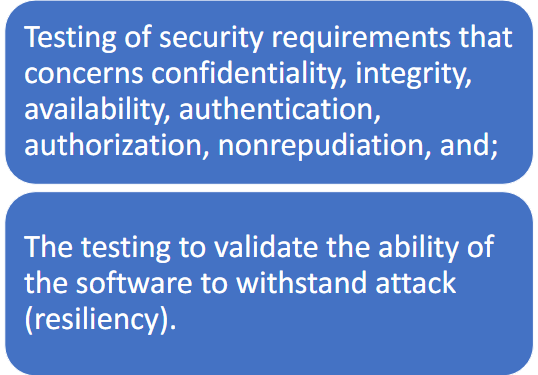 Testing of security requirements that
concerns confidentiality, integrity,
availability, authentication,
authorization, nonrepudiation, and;
The testing to validate the ability of
the software to withstand attack
(resiliency).